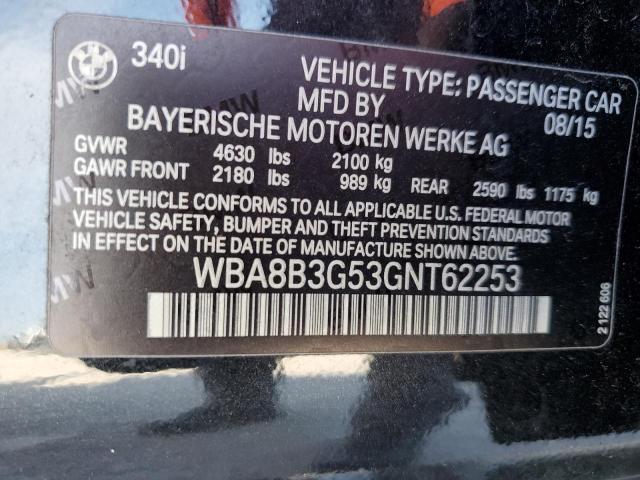 BMW 340i
VEHICLE TYPE: PASSENGER CAR
MFD BY 08/15
BAYERISCHE MOTOREN WERKE AG
GVWR 4630 lbs 2100 kg
GAWR FRONT 2180 lbs 989 kg REAR 2590 lbs 1175 kg
THIS VEHICLE CONFORMS TO ALL APPLICABLE U.S. FEDERAL MOTOR
VEHICLE SAFETY, BUMPER AND THEFT PREVENTION STANDARDS
IN EFFECT ON THE DATE OF MANUFACTURE SHOWN ABOVE.
WBA8B3G53GNT62253
2 122 606